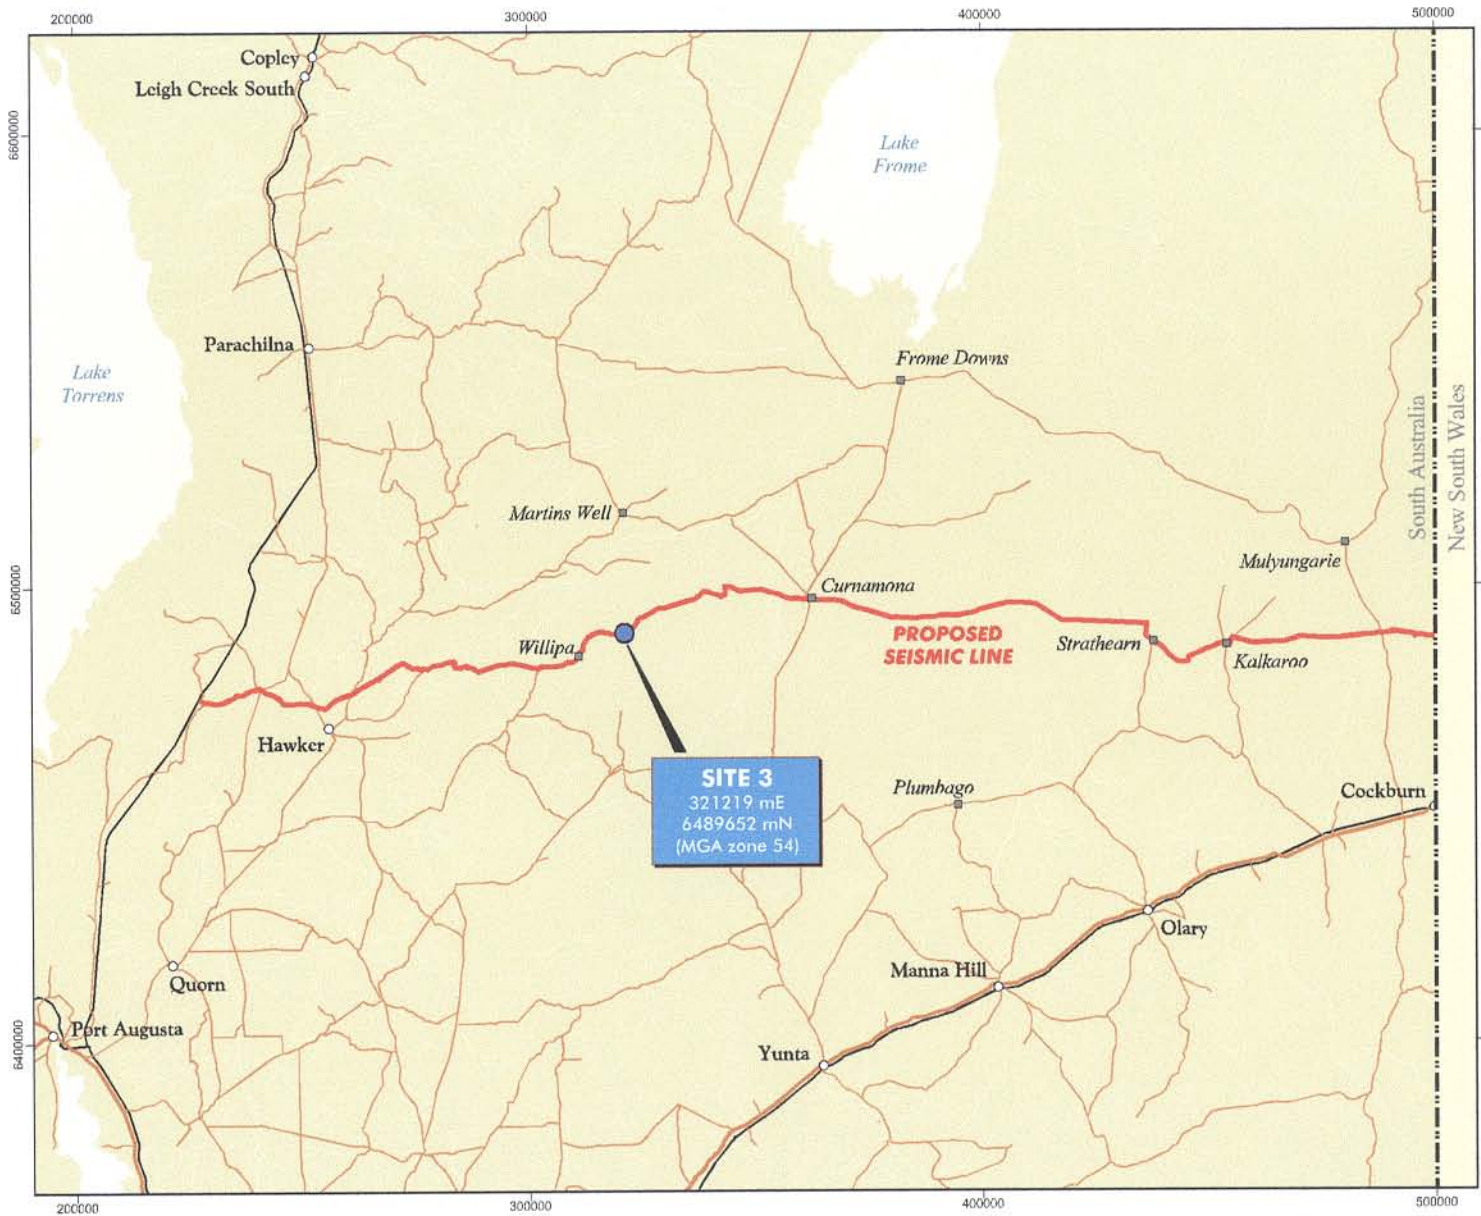 200000
300000
400000
500000
Copley
Leigh Creek South
6600000
Lake
Frome
Parachilna
Frome Downs
Lake
Torrens
South Australia
New South Wales
Martins Well
Mulyungarie
6500000
Curnamona
PROPOSED
SEISMIC LINE
Willipa
Strathearn
Kalkaroo
Hawker
SITE 3
321219 mE
6489652 mN
(MGA zone 54)
Plumbago
Cockburn
Olary
Manna Hill
Quorn
Port Augusta
6400000
Yunta
200000
300000
400000
500000